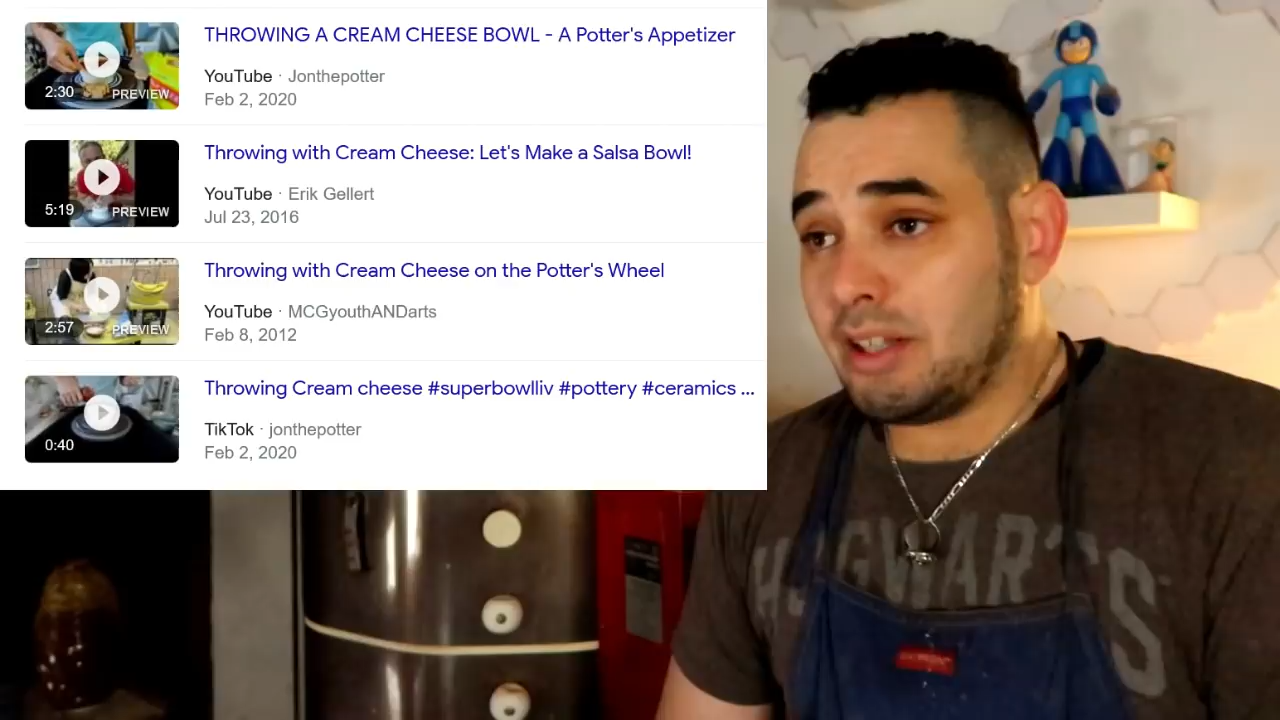 THROWING A CREAM CHEESE BOWL - A Potter's Appetizer
YouTube · Jonthepotter
Feb 2, 2020
2:30
PREVIEW
Throwing with Cream Cheese: Let's Make a Salsa Bowl!
YouTube · Erik Gellert
Jul 23, 2016
5:19
PREVIEW
Throwing with Cream Cheese on the Potter's Wheel
YouTube · MCGyouthANDarts
Feb 8, 2012
2:57
PREVIEW
Throwing Cream cheese #superbowlliv #pottery #ceramics ...
TikTok · jonthepotter
Feb 2, 2020
0:40
HOGWARTS